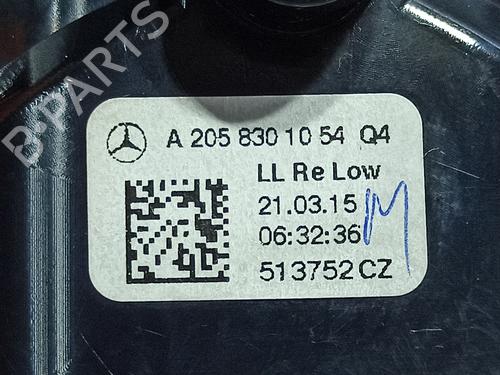 A 205 830 10 54 Q4
LL Re Low
21.03.15
06:32:36
513752 CZ
M
B-PARTS